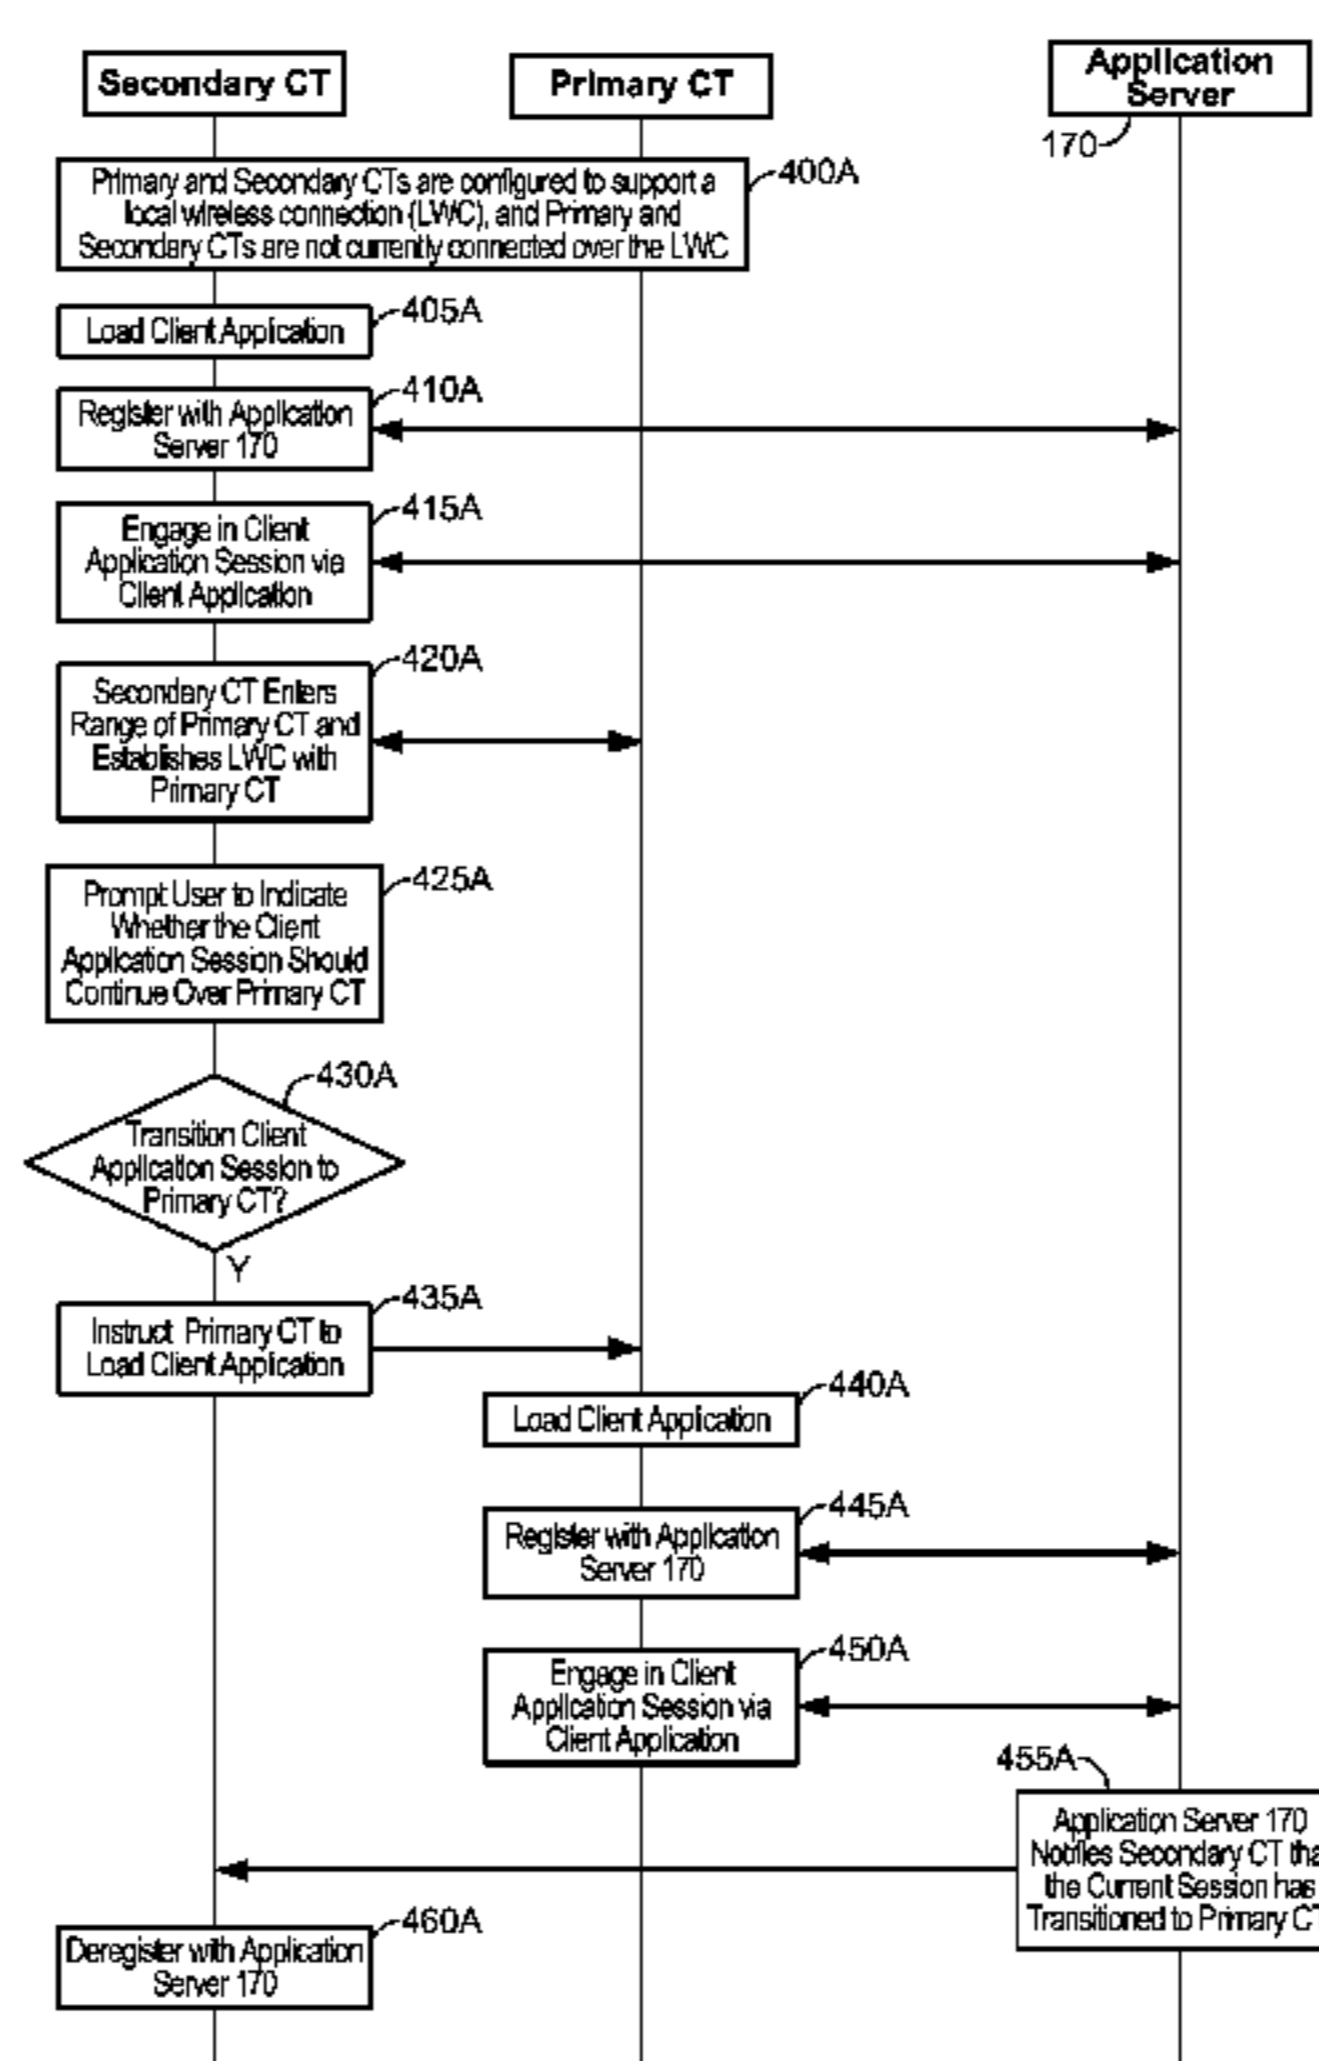 Secondary CT
Primary CT
Application
Server
170
400A
Primary and Secondary CTs are configured to support a
local wireless connection (LWC), and Primary and
Secondary CTs are not currently connected over the LWC
405A
Load Client Application
410A
Register with Application
Server 170
415A
Engage in Client
Application Session via
Client Application
420A
Secondary CT Enters
Range of Primary CT and
Establishes LWC with
Primary CT
425A
Prompt User to Indicate
Whether the Client
Application Session Should
Continue Over Primary CT
430A
Transition Client
Application Session to
Primary CT?
Y
435A
Instruct Primary CT to
Load Client Application
440A
Load Client Application
445A
Register with Application
Server 170
450A
Engage in Client
Application Session via
Client Application
455A
Application Server 170
Notifies Secondary CT tha
the Current Session has
Transitioned to Primary CT
460A
Deregister with Application
Server 170